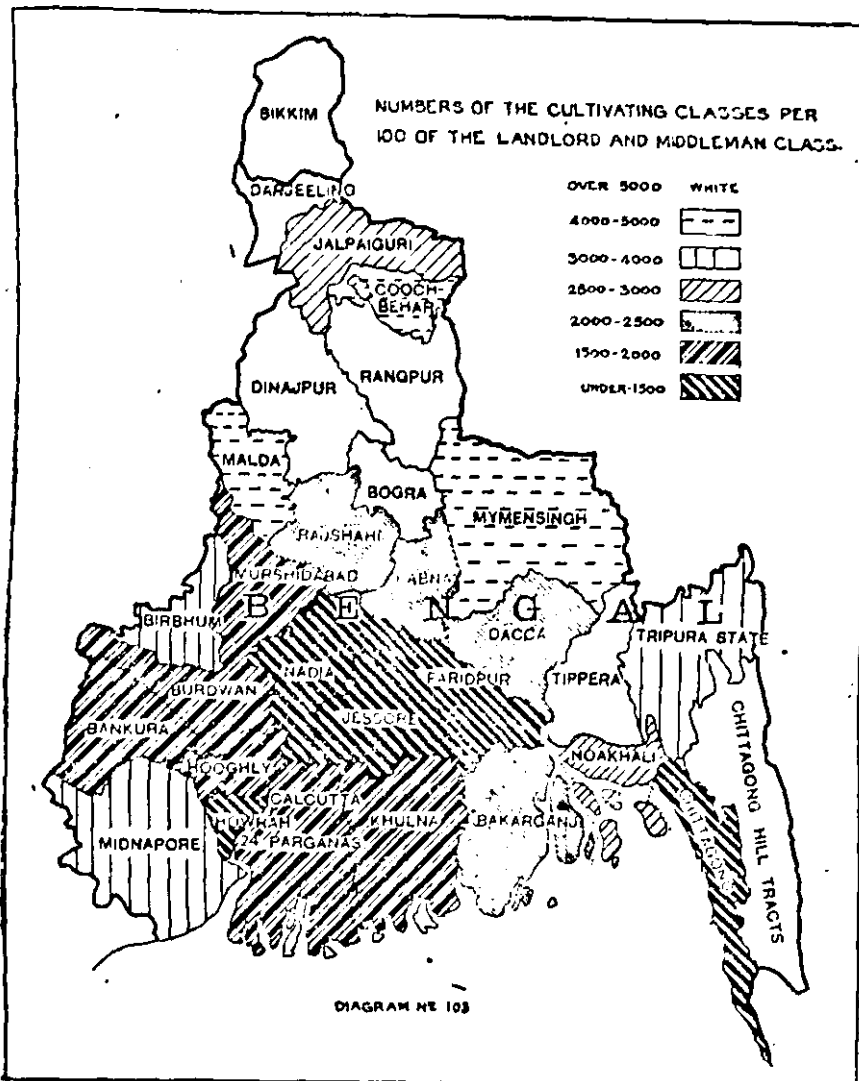 NUMBERS OF THE CULTIVATING CLASSES PER
100 OF THE LANDLORD AND MIDDLEMAN CLASS.
OVER 5000 WHITE
4000-5000
3000-4000
2500-3000
2000-2500
1500-2000
UNDER-1500
BIKKIM
DARJEELING
JALPAIGURI
COOCH-
BEHAR
DINAJPUR
RANGPUR
MALDA
BOGRA
MYMENSINGH
RAJSHAHI
MURSHIDABAD
PABNA
BENGAL
BIRBHUM
DACCA
TRIPURA STATE
NADIA
FARIDPUR
TIPPERA
BURDWAN
BANKURA
JESSORE
CHITTAGONG HILL TRACTS
NOAKHALI
HOOGHLY
CALCUTTA
HOWRAH
KHULNA
BAKARGANJ
CHITTAGONG
MIDNAPORE
24 PARGANAS
DIAGRAM NE 103